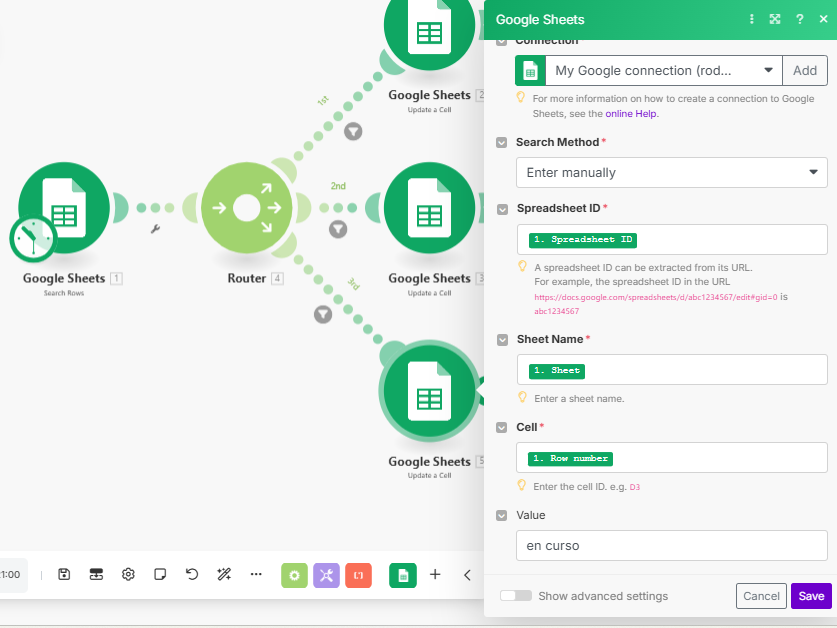 Google Sheets
Connection
My Google connection (rod...
Add
For more information on how to create a connection to Google
Sheets, see the online Help.
Search Method*
Enter manually
Spreadsheet ID*
1. Spreadsheet ID
A spreadsheet ID can be extracted from its URL.
For example, the spreadsheet ID in the URL
https://docs.google.com/spreadsheets/d/abc1234567/edit#gid=0 is
abc1234567
Sheet Name*
1. Sheet
Enter a sheet name.
Cell*
1. Row number
Enter the cell ID. e.g. D3
Value
en curso
Show advanced settings
Cancel
Save
1st
Google Sheets 2
Update a Cell
2nd
Google Sheets 1
Search Rows
Router 4
Google Sheets 3
Update a Cell
3rd
Google Sheets 5
Update a Cell
1:00